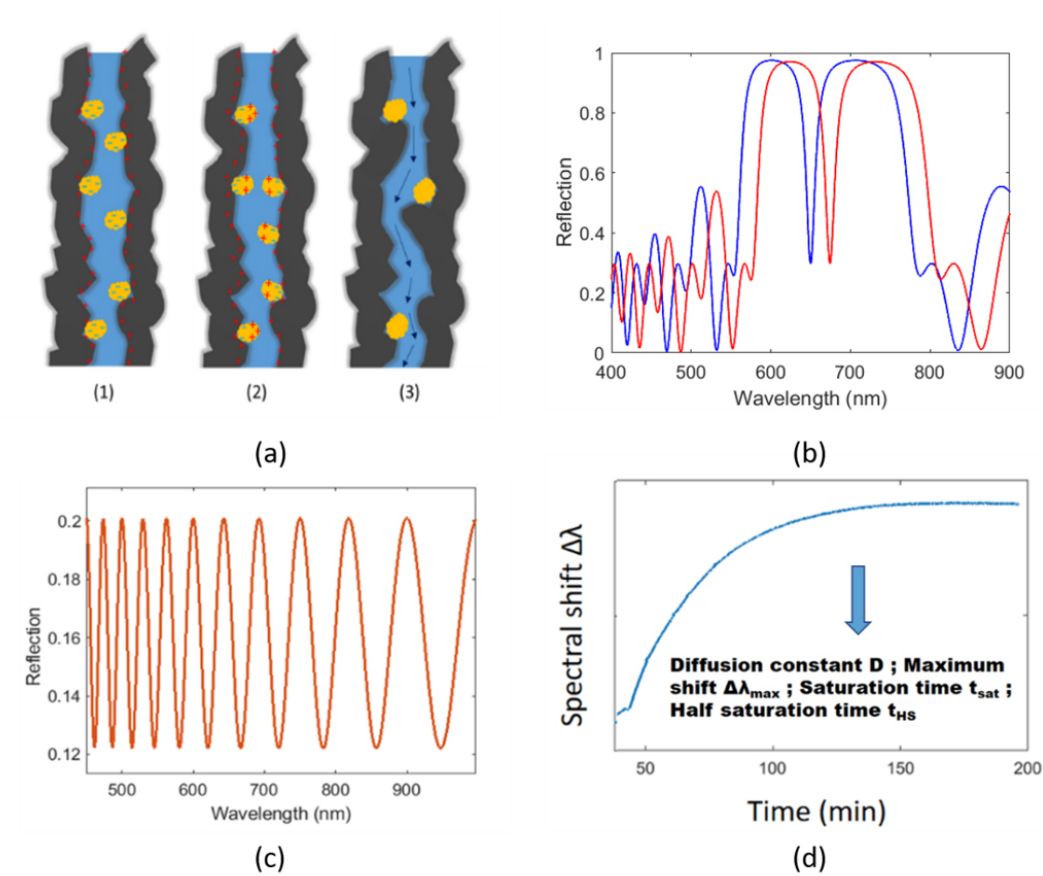 (1)
(2)
(3)
(a)
1
0.8
0.6
0.4
0.2
0
Reflection
400
500
600
700
800
900
Wavelength (nm)
(b)
0.2
0.18
0.16
0.14
0.12
Reflection
500
600
700
800
900
Wavelength (nm)
(c)
Spectral shift Δλ
Diffusion constant D ; Maximum
shift Δλmax ; Saturation time tsat ;
Half saturation time tHS
50
100
150
200
Time (min)
(d)